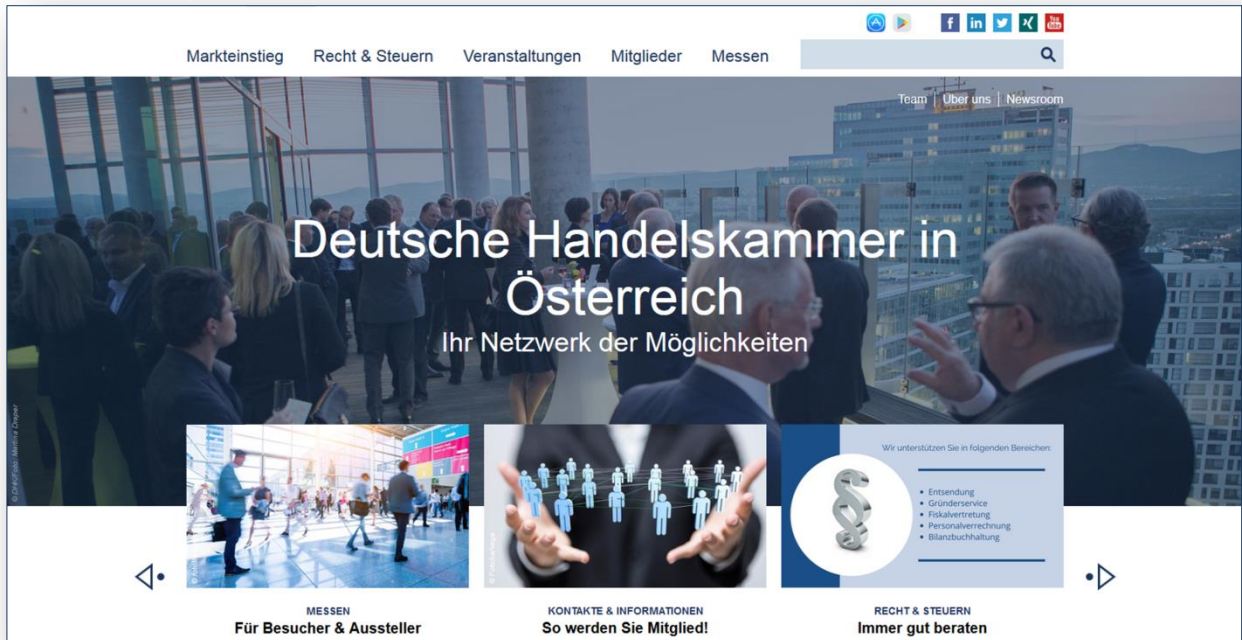 Markteinstieg Recht & Steuern Veranstaltungen Mitglieder Messen
Team | Über uns | Newsroom
Deutsche Handelskammer in
Österreich
Ihr Netzwerk der Möglichkeiten
Wir unterstützen Sie in folgenden Bereichen:
• Entsendung
• Gründerservice
• Fiskalvertretung
• Personalverrechnung
• Bilanzbuchhaltung
MESSEN
Für Besucher & Aussteller
KONTAKTE & INFORMATIONEN
So werden Sie Mitglied!
RECHT & STEUERN
Immer gut beraten